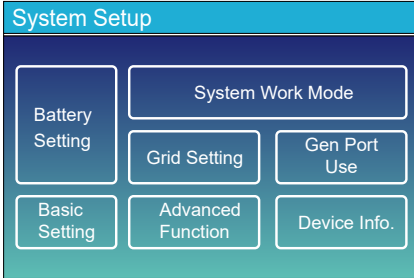 System Setup
Battery
Setting
System Work Mode
Grid Setting
Gen Port
Use
Basic
Setting
Advanced
Function
Device Info.